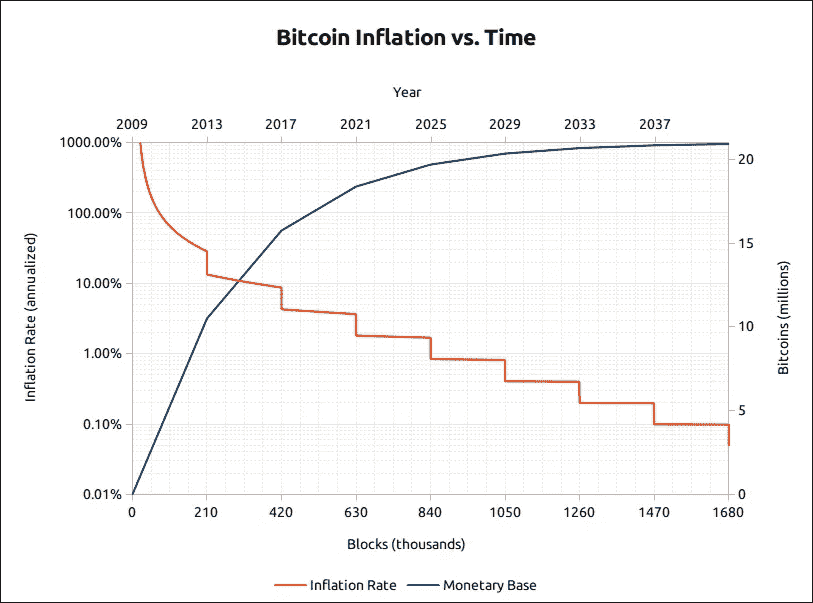 Bitcoin Inflation vs. Time
Year
2009 2013 2017 2021 2025 2029 2033 2037
1000.00%
100.00%
10.00%
1.00%
0.10%
0.01%
Inflation Rate (annualized)
20
15
10
5
0
Bitcoins (millions)
0 210 420 630 840 1050 1260 1470 1680
Blocks (thousands)
Inflation Rate Monetary Base